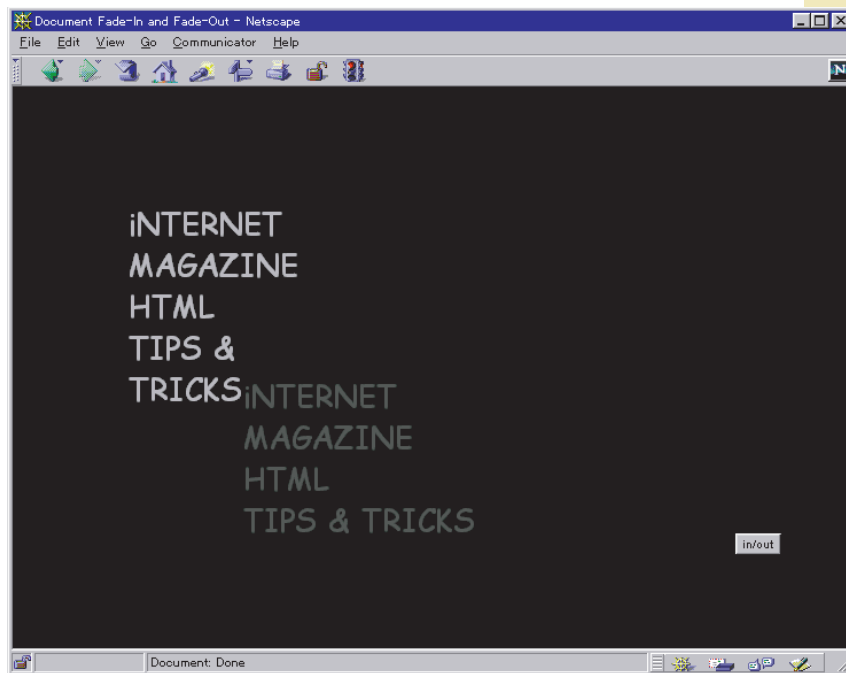 Document Fade-In and Fade-Out - Netscape
File Edit View Go Communicator Help
N
iNTERNET
MAGAZINE
HTML
TIPS &
TRICKS
iNTERNET
MAGAZINE
HTML
TIPS & TRICKS
in/out
Document: Done